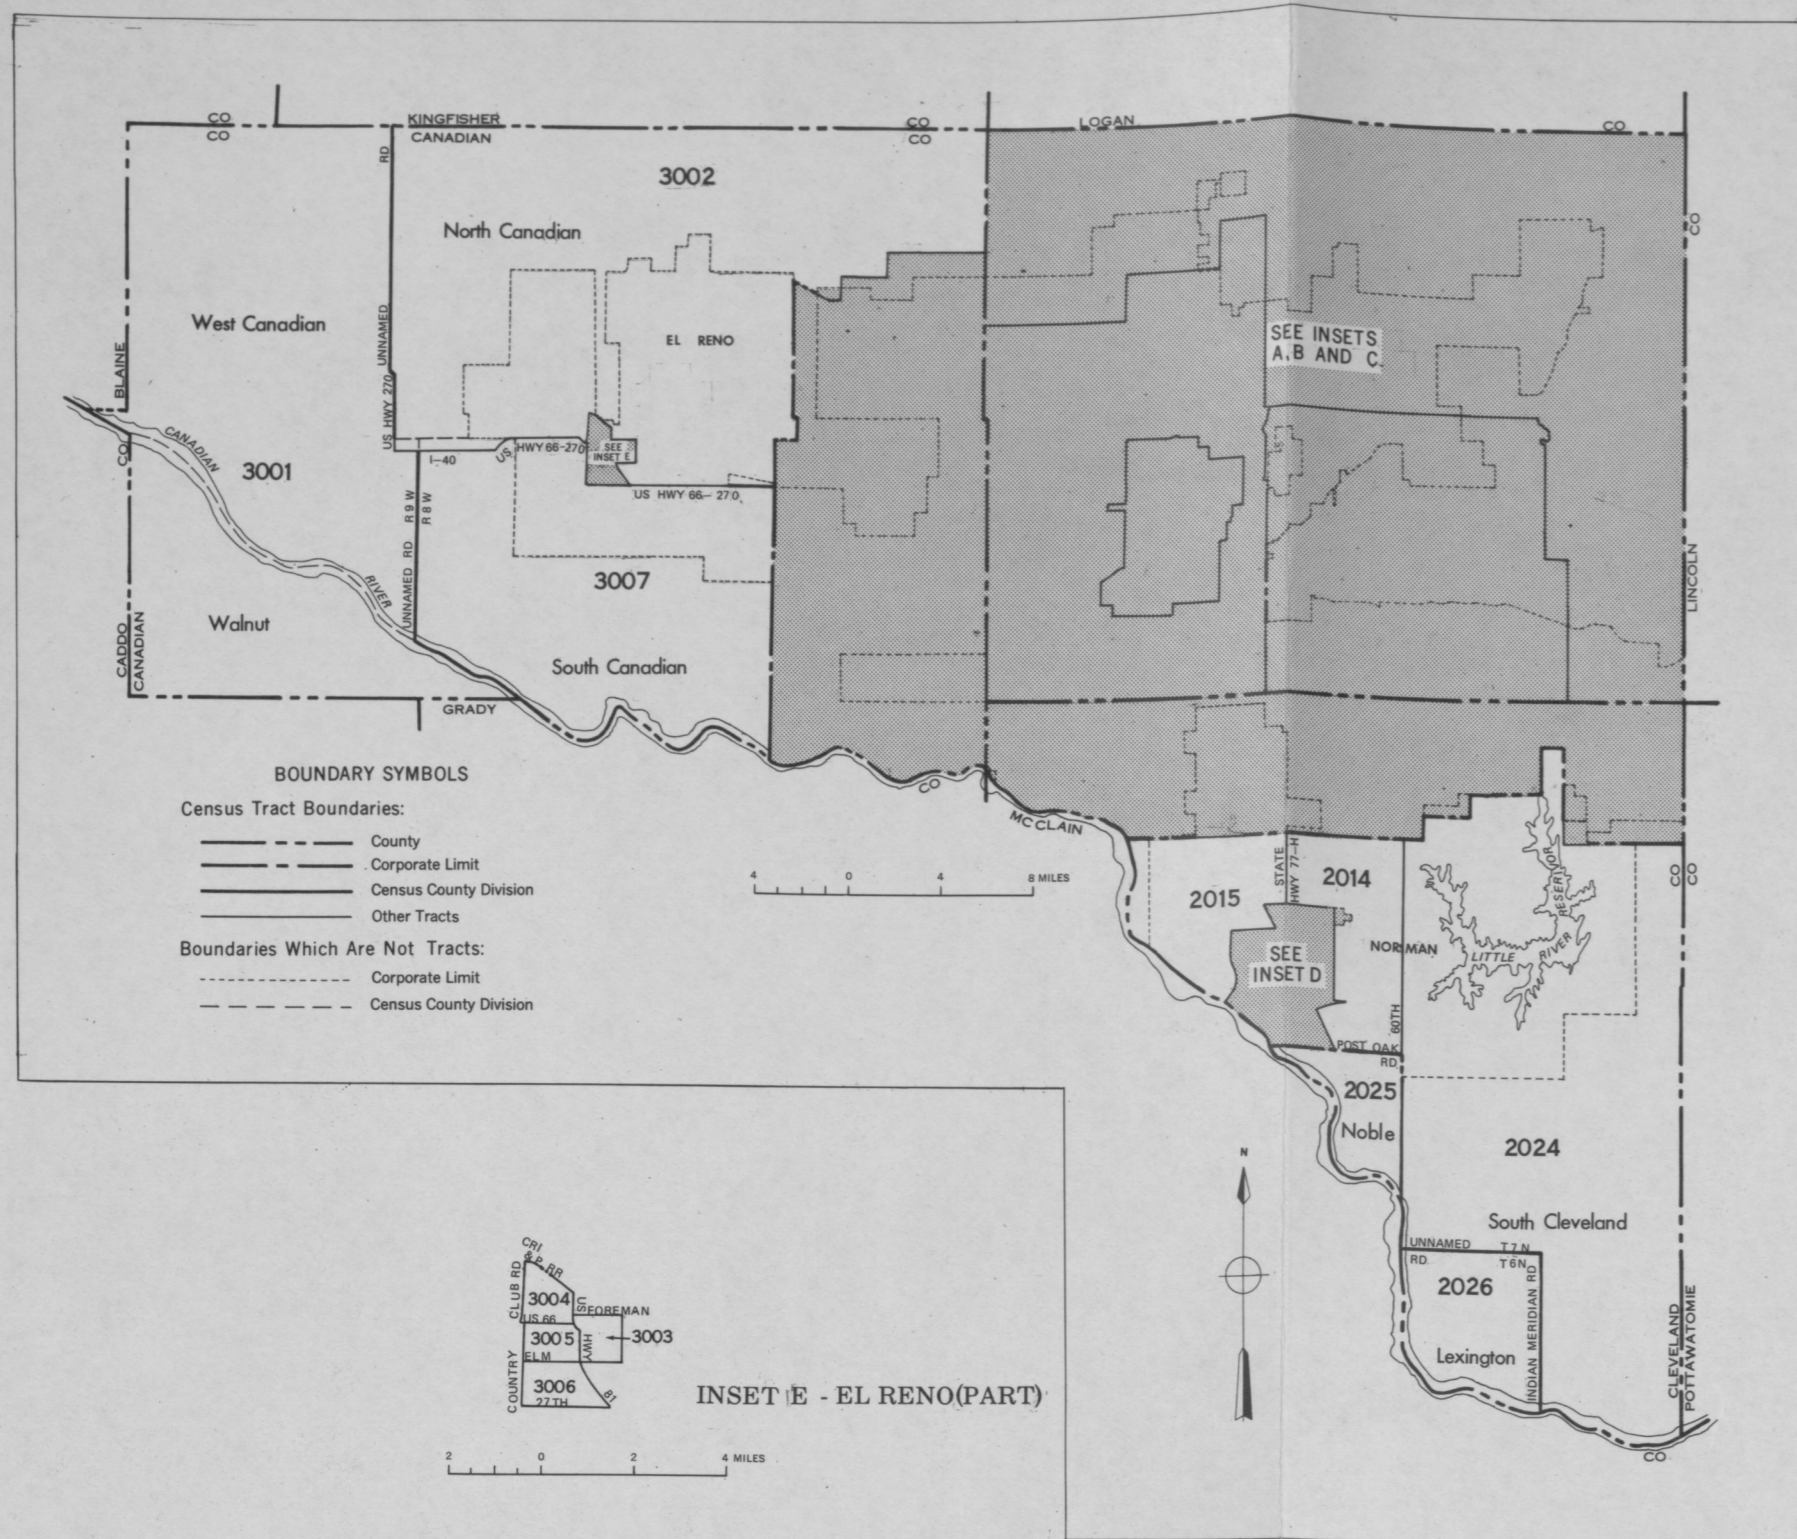 CO
CO
KINGFISHER
CANADIAN
CO
CO
LOGAN
CO
RD
3002
CO
North Canadian
West Canadian
UNNAMED
EL RENO
SEE INSETS
A, B AND C
BLAINE
US HWY 270
CANADIAN
CO
3001
I-40
US
HWY 66-270
SEE
INSET E
US HWY 66-270
R 9 W
R 8 W
UNNAMED RD
RIVER
3007
LINCOLN
Walnut
CADDO
CANADIAN
South Canadian
GRADY
CO
MC CLAIN
BOUNDARY SYMBOLS
Census Tract Boundaries:
County
Corporate Limit
Census County Division
Other Tracts
Boundaries Which Are Not Tracts:
Corporate Limit
Census County Division
4 0 4 8 MILES
2015
STATE
HWY 77-H
2014
RESERVOIR
CO
CO
NORMAN
LITTLE
RIVER
SEE
INSET D
60TH
POST OAK
RD
2025
Noble
2024
N
South Cleveland
UNNAMED
RD
T 7 N
T 6 N
2026
INDIAN MERIDIAN RD
Lexington
CLEVELAND
POTTAWATOMIE
CO
CRI
& P RR
CLUB RD
3004
US
FOREMAN
US 66
3005
HWY
3003
ELM
COUNTRY
3006
81
27TH
INSET E - EL RENO(PART)
2 0 2 4 MILES